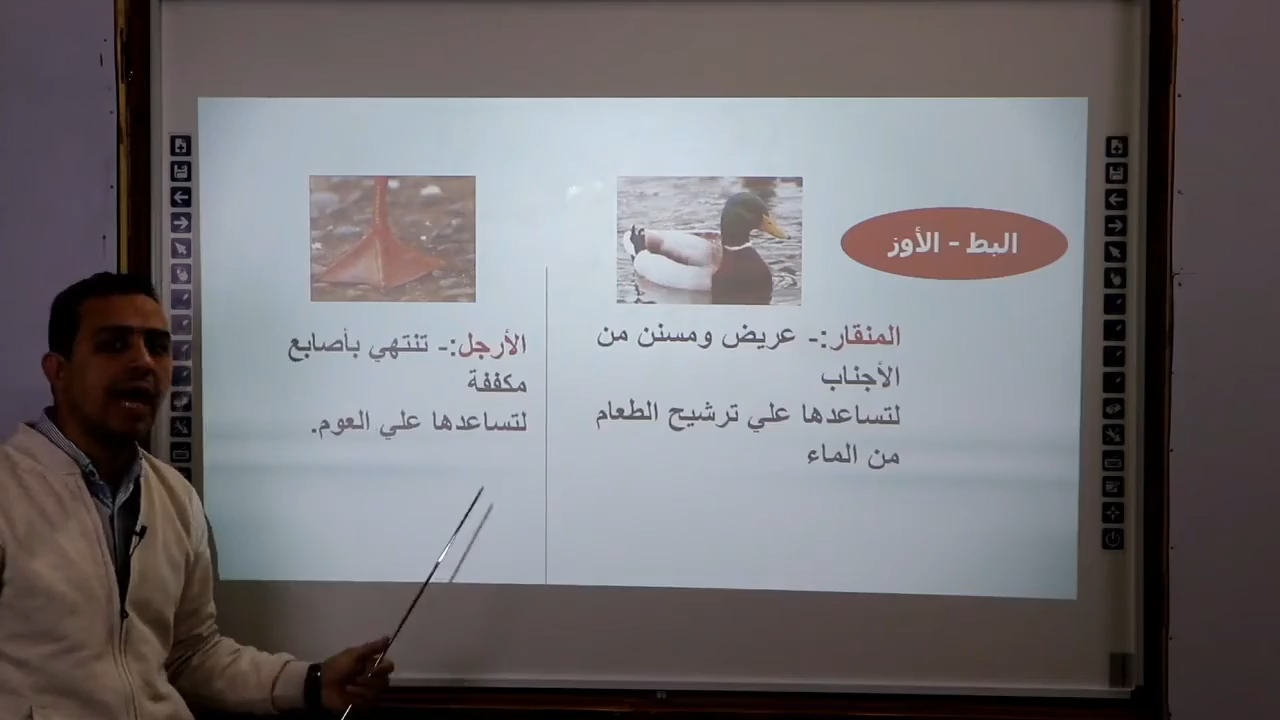 البط - الأوز
المنقار:- عريض ومسنن من
الأجناب
لتساعدها علي ترشيح الطعام
من الماء
الأرجل:- تنتهي بأصابع
مكففة
لتساعدها علي العوم.